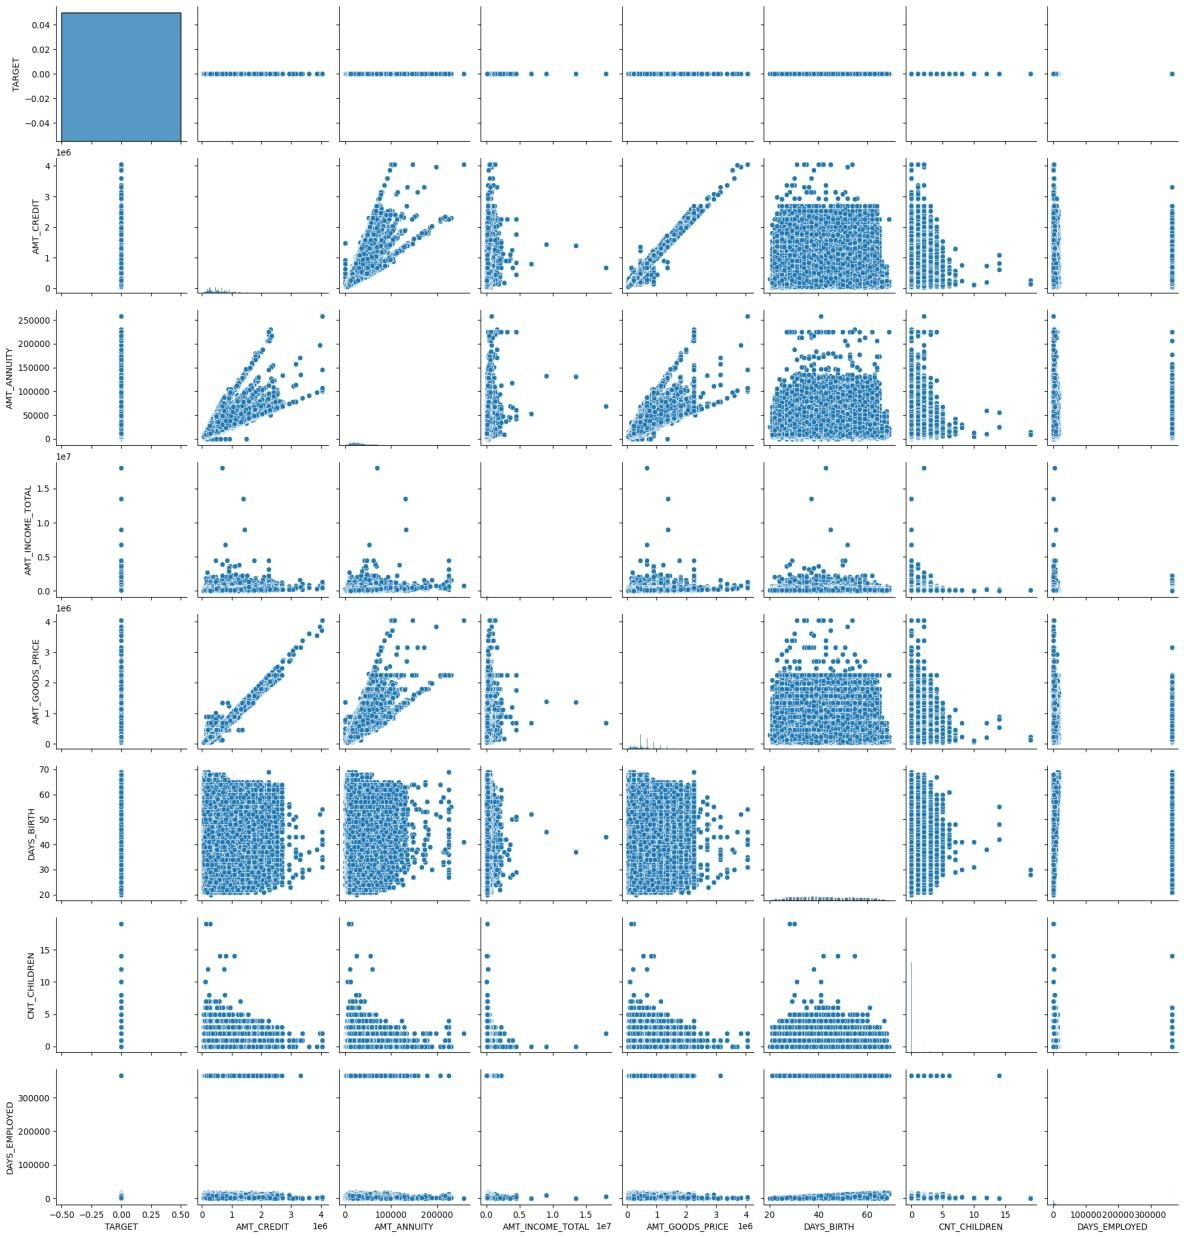 0.04
0.02
0.00
−0.02
−0.04
TARGET
1e6
4
3
2
1
0
AMT_CREDIT
250000
200000
150000
100000
50000
0
AMT_ANNUITY
1e7
1.5
1.0
0.5
0.0
AMT_INCOME_TOTAL
1e6
4
3
2
1
0
AMT_GOODS_PRICE
70
60
50
40
30
20
DAYS_BIRTH
15
10
5
0
CNT_CHILDREN
300000
200000
100000
0
DAYS_EMPLOYED
−0.50 −0.25 0.00 0.25 0.50
TARGET
0 1 2 3 4
AMT_CREDIT 1e6
0 100000 200000
AMT_ANNUITY
0.0 0.5 1.0 1.5
AMT_INCOME_TOTAL 1e7
0 1 2 3 4
AMT_GOODS_PRICE 1e6
20 40 60
DAYS_BIRTH
0 5 10 15
CNT_CHILDREN
0 100000 200000 300000
DAYS_EMPLOYED